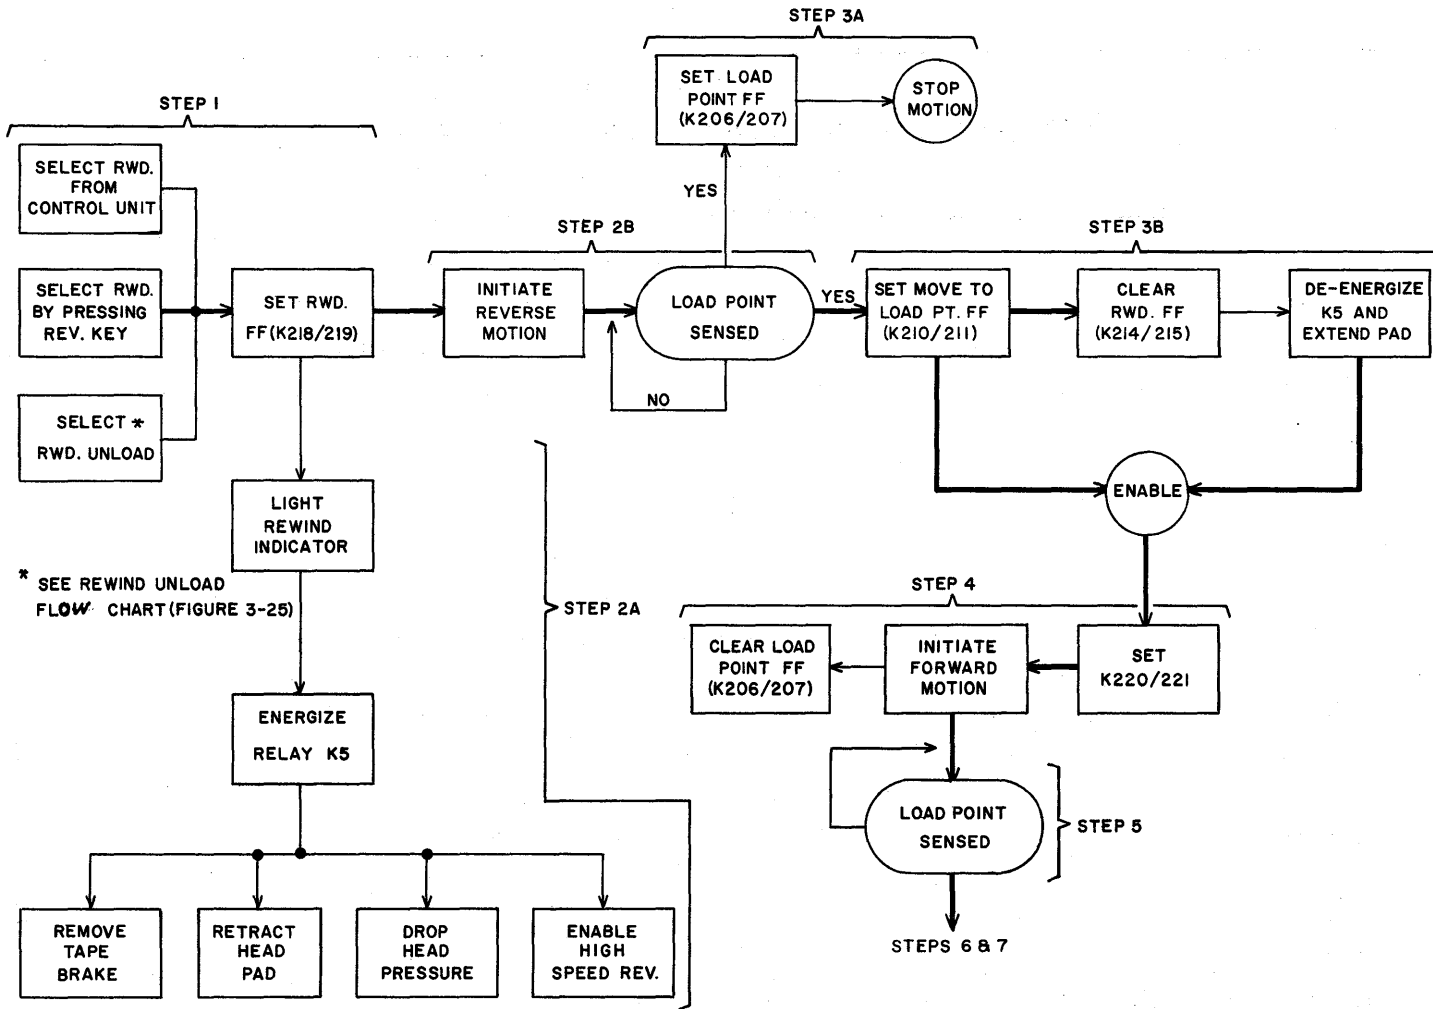 STEP 3A
SET LOAD
POINT FF
(K206/207)
STOP
MOTION
STEP 1
SELECT RWD.
FROM
CONTROL UNIT
YES
STEP 2B
STEP 3B
SELECT RWD.
BY PRESSING
REV. KEY
SET RWD.
FF(K218/219)
INITIATE
REVERSE
MOTION
LOAD POINT
SENSED
YES
SET MOVE TO
LOAD PT. FF
(K210/211)
CLEAR
RWD. FF
(K214/215)
DE-ENERGIZE
K5 AND
EXTEND PAD
NO
SELECT *
RWD. UNLOAD
ENABLE
LIGHT
REWIND
INDICATOR
* SEE REWIND UNLOAD
FLOW CHART (FIGURE 3-25)
STEP 2A
STEP 4
CLEAR LOAD
POINT FF
(K206/207)
INITIATE
FORWARD
MOTION
SET
K220/221
ENERGIZE
RELAY K5
LOAD POINT
SENSED
STEP 5
REMOVE
TAPE
BRAKE
RETRACT
HEAD
PAD
DROP
HEAD
PRESSURE
ENABLE
HIGH
SPEED REV.
STEPS 6 & 7